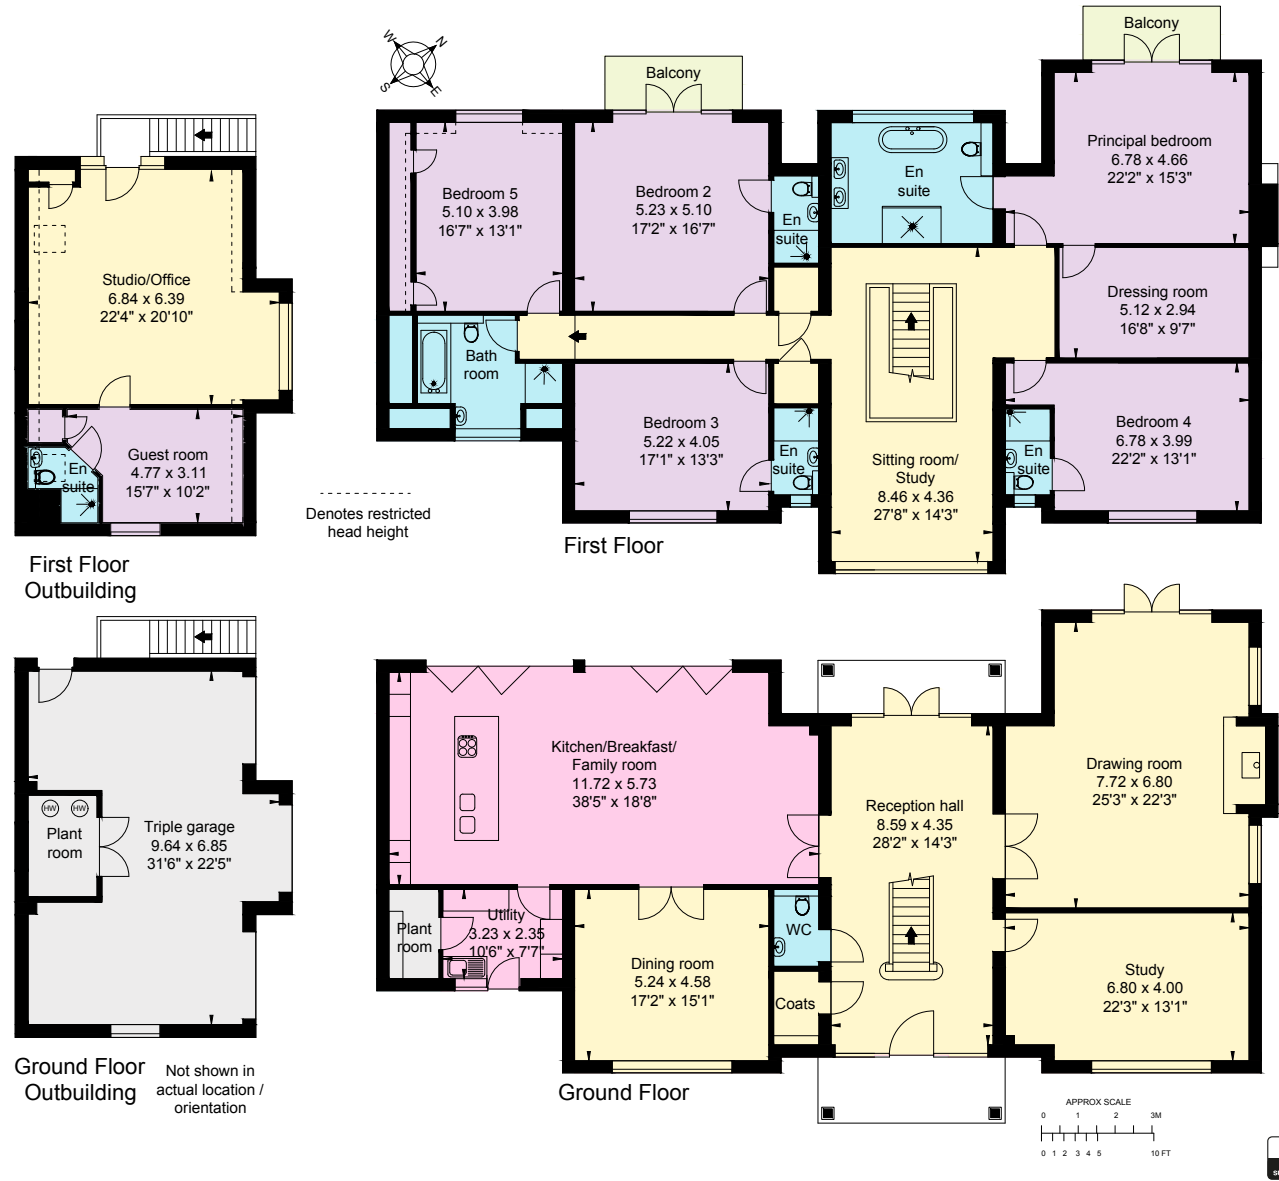 Balcony
W
N
S
E
Balcony
Principal bedroom
6.78 x 4.66
22'2" x 15'3"
En
suite
Bedroom 5
5.10 x 3.98
16'7" x 13'1"
Bedroom 2
5.23 x 5.10
17'2" x 16'7"
En
suite
Studio/Office
6.84 x 6.39
22'4" x 20'10"
Dressing room
5.12 x 2.94
16'8" x 9'7"
Bath
room
Bedroom 3
5.22 x 4.05
17'1" x 13'3"
En
suite
Sitting room/
Study
8.46 x 4.36
27'8" x 14'3"
En
suite
Bedroom 4
6.78 x 3.99
22'2" x 13'1"
Guest room
4.77 x 3.11
15'7" x 10'2"
En
suite
Denotes restricted
head height
First Floor
First Floor
Outbuilding
Kitchen/Breakfast/
Family room
11.72 x 5.73
38'5" x 18'8"
Reception hall
8.59 x 4.35
28'2" x 14'3"
Drawing room
7.72 x 6.80
25'3" x 22'3"
HW
HW
Plant
room
Triple garage
9.64 x 6.85
31'6" x 22'5"
Plant
room
Utility
3.23 x 2.35
10'6" x 7'7"
WC
Dining room
5.24 x 4.58
17'2" x 15'1"
Coats
Study
6.80 x 4.00
22'3" x 13'1"
Ground Floor
Outbuilding
Not shown in
actual location /
orientation
Ground Floor
APPROX SCALE
0 1 2 3M
0 1 2 3 4 5 10 FT